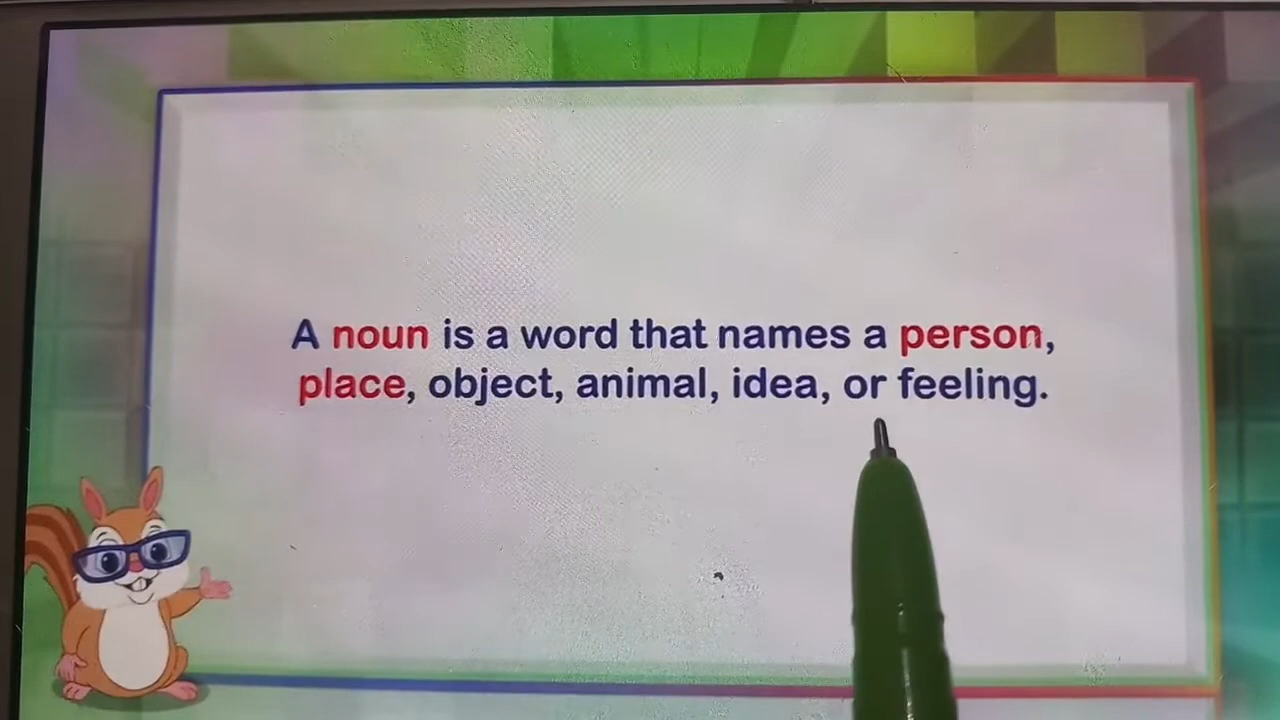 A noun is a word that names a person,
place, object, animal, idea, or feeling.